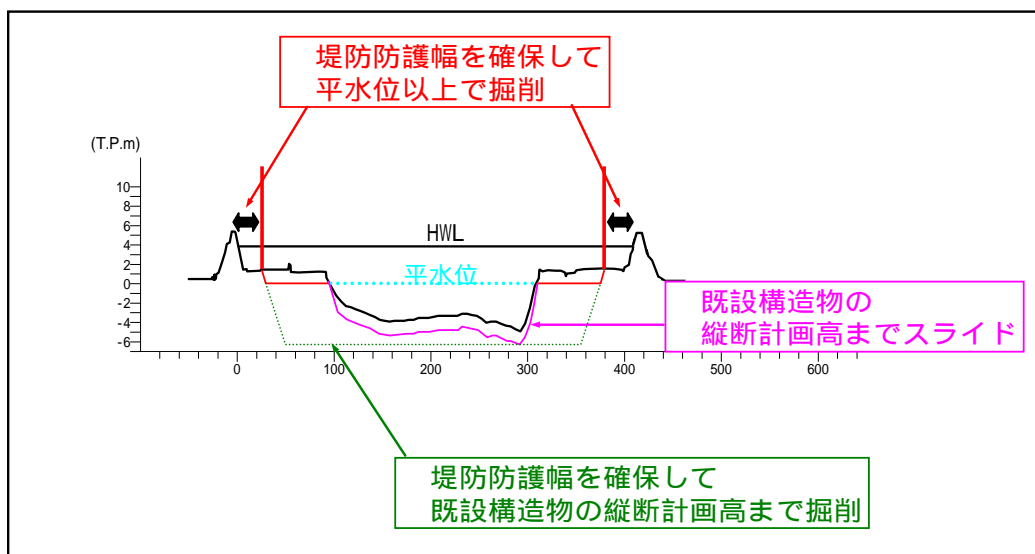 堤防防護幅を確保して
平水位以上で掘削
(T.P.m)
10
8
6
4
2
0
-2
-4
-6
HWL
平水位
既設構造物の
縦断計画高までスライド
0 100 200 300 400 500 600
堤防防護幅を確保して
既設構造物の縦断計画高まで掘削